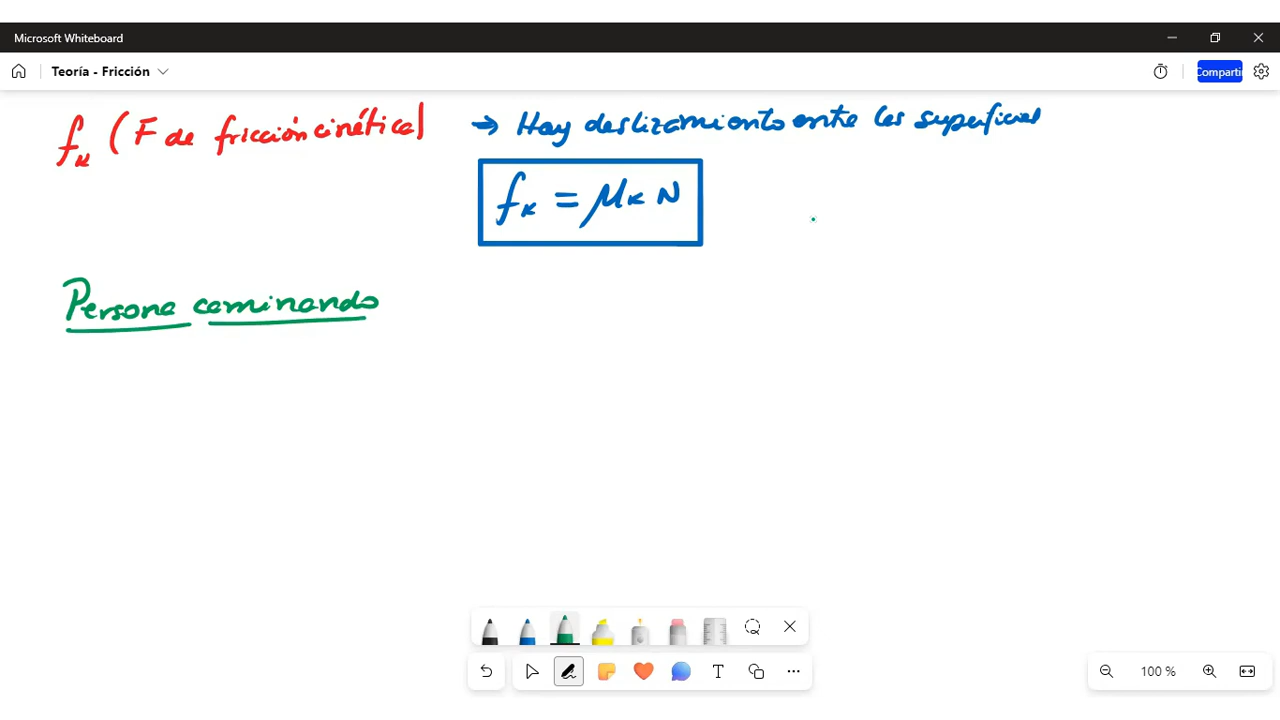 Microsoft Whiteboard
Teoría - Fricción
Comparti
fk (F de fricción cinética) → Hay deslizamiento entre las superficies
fk = μk N
Persona caminando
100 %